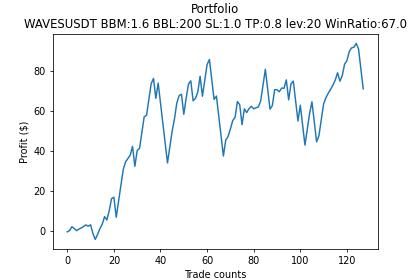 Portfolio
WAVESUSDT BBM:1.6 BBL:200 SL:1.0 TP:0.8 lev:20 WinRatio:67.0
80
60
40
20
0
Profit ($)
0 20 40 60 80 100 120
Trade counts